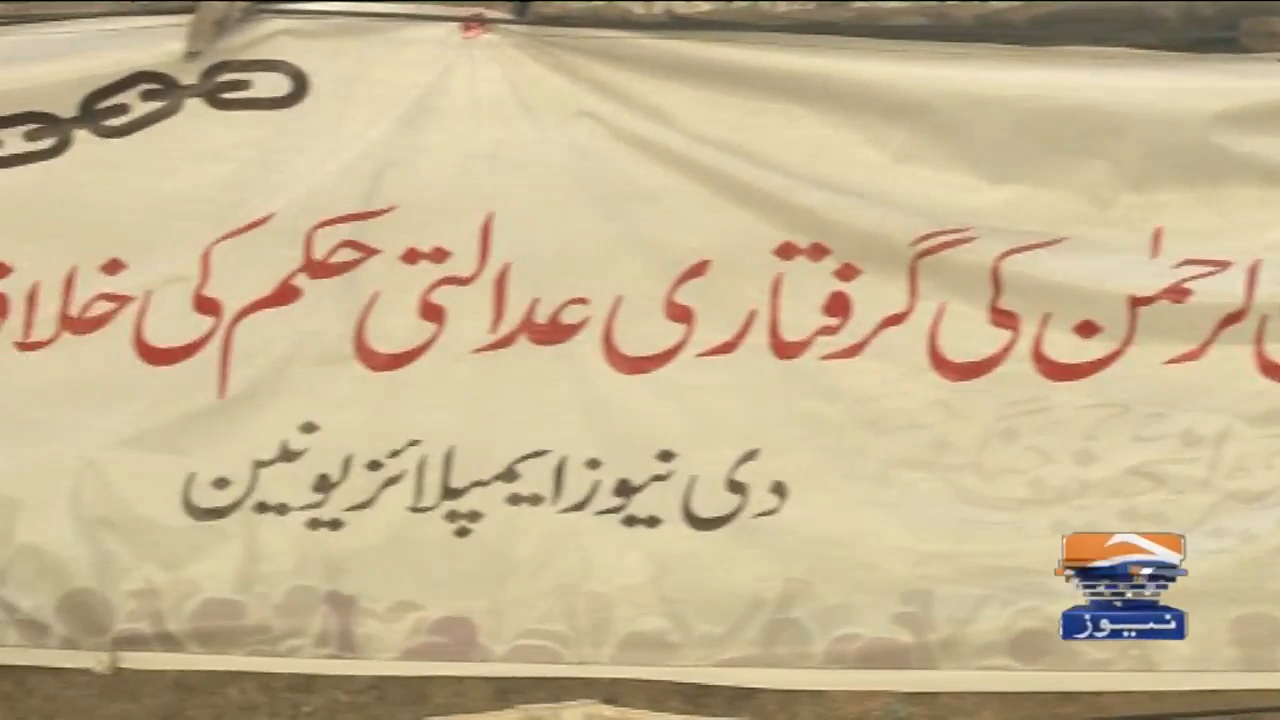 الرحمٰن کی گرفتاری عدالتی حکم کی خلاف
دی نیوز ایمپلائز یونین
نیوز